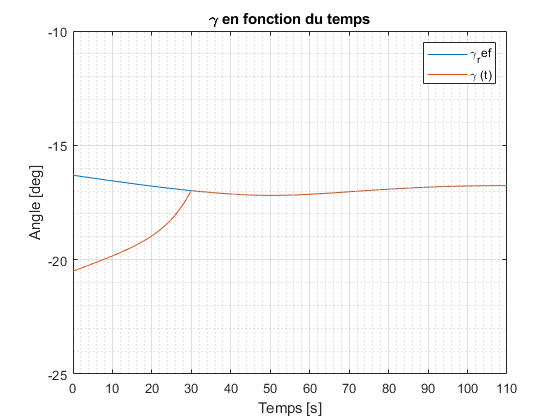 γ en fonction du temps
-10
γref
γ (t)
-15
Angle [deg]
-20
-25
0 10 20 30 40 50 60 70 80 90 100 110
Temps [s]